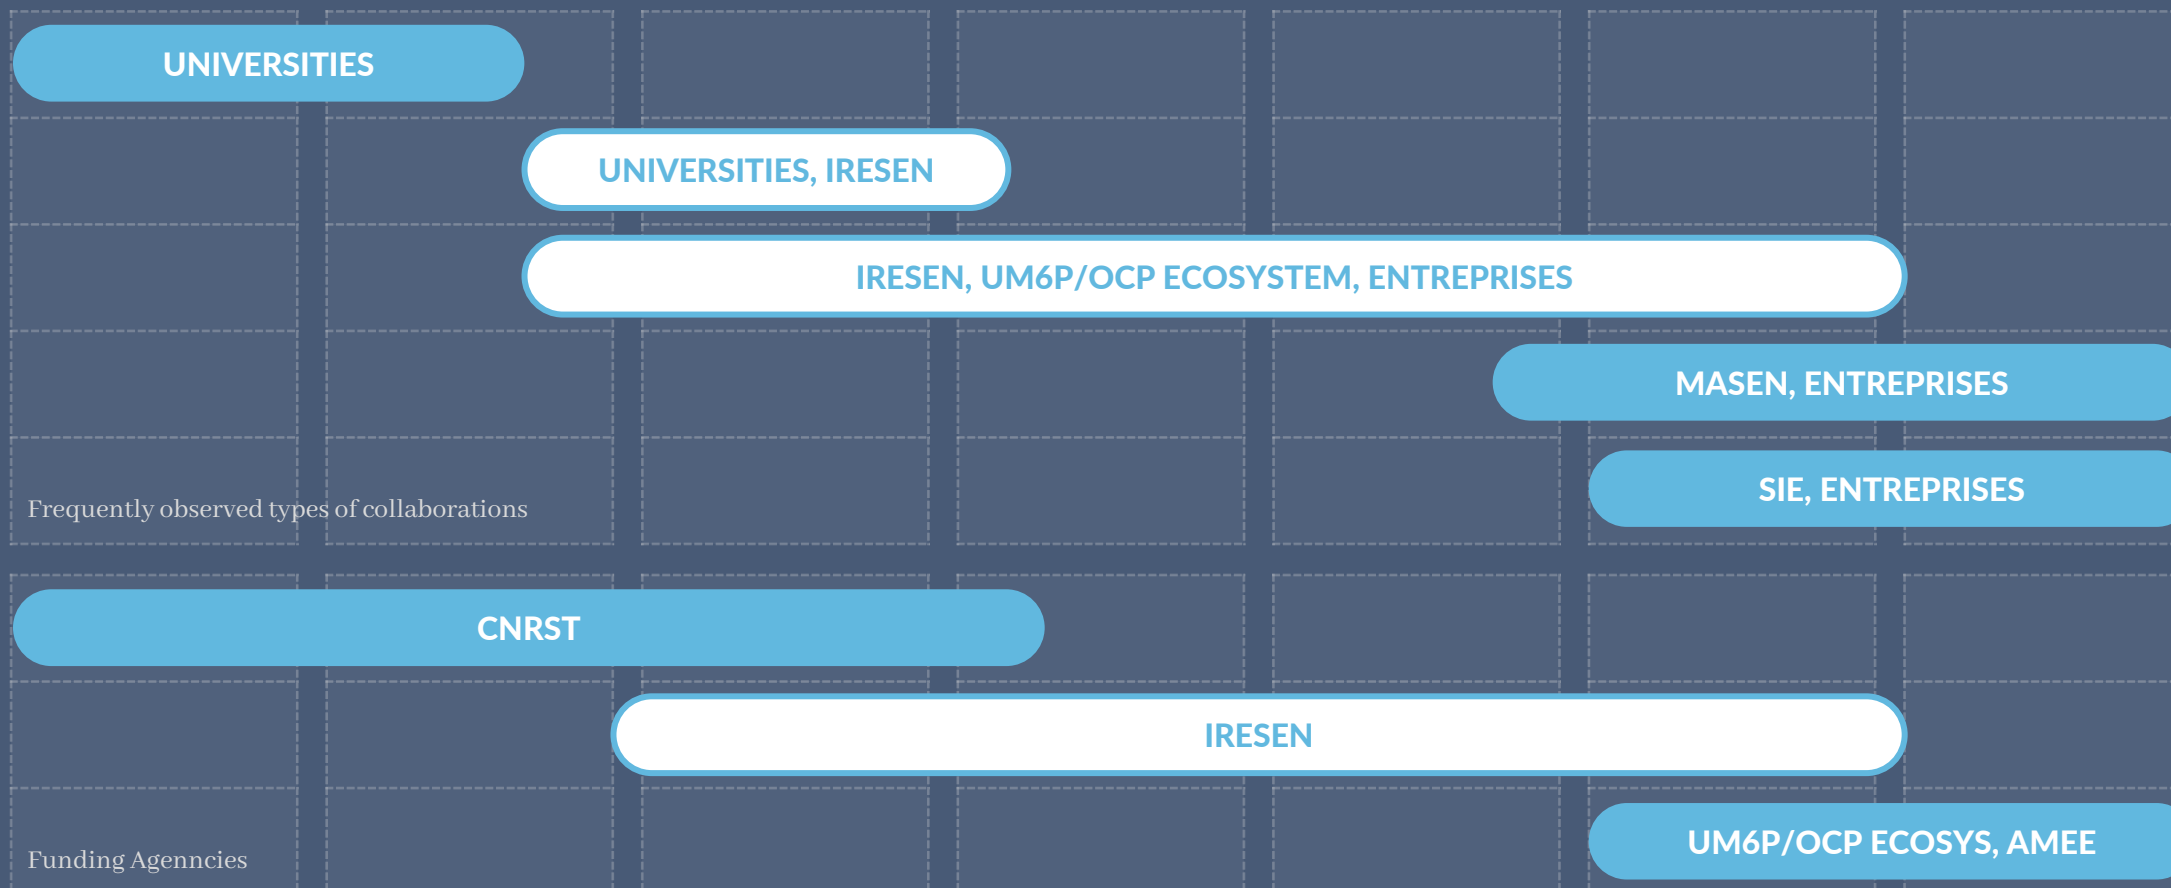 UNIVERSITIES
UNIVERSITIES, IRESEN
IRESEN, UM6P/OCP ECOSYSTEM, ENTREPRISES
MASEN, ENTREPRISES
SIE, ENTREPRISES
Frequently observed types of collaborations
CNRST
IRESEN
UM6P/OCP ECOSYS, AMEE
Funding Agenncies